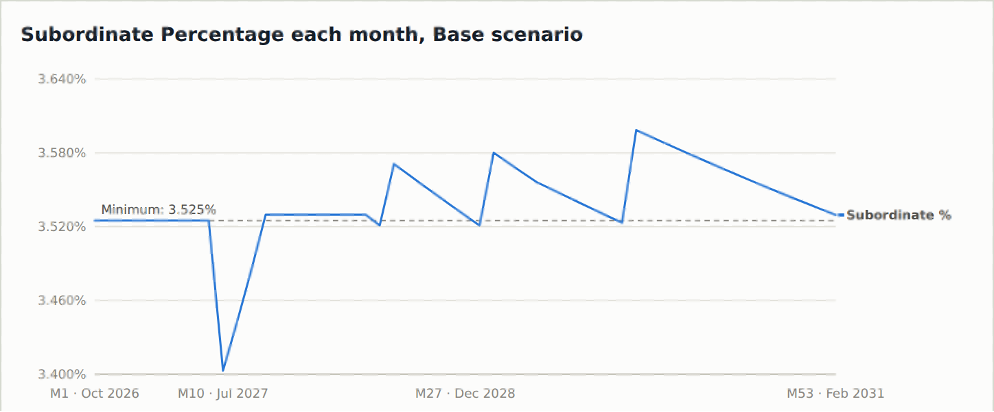 Subordinate Percentage each month, Base scenario
3.640%
3.580%
Minimum: 3.525%
Subordinate %
3.520%
3.460%
3.400%
M1 · Oct 2026
M10 · Jul 2027
M27 · Dec 2028
M53 · Feb 2031